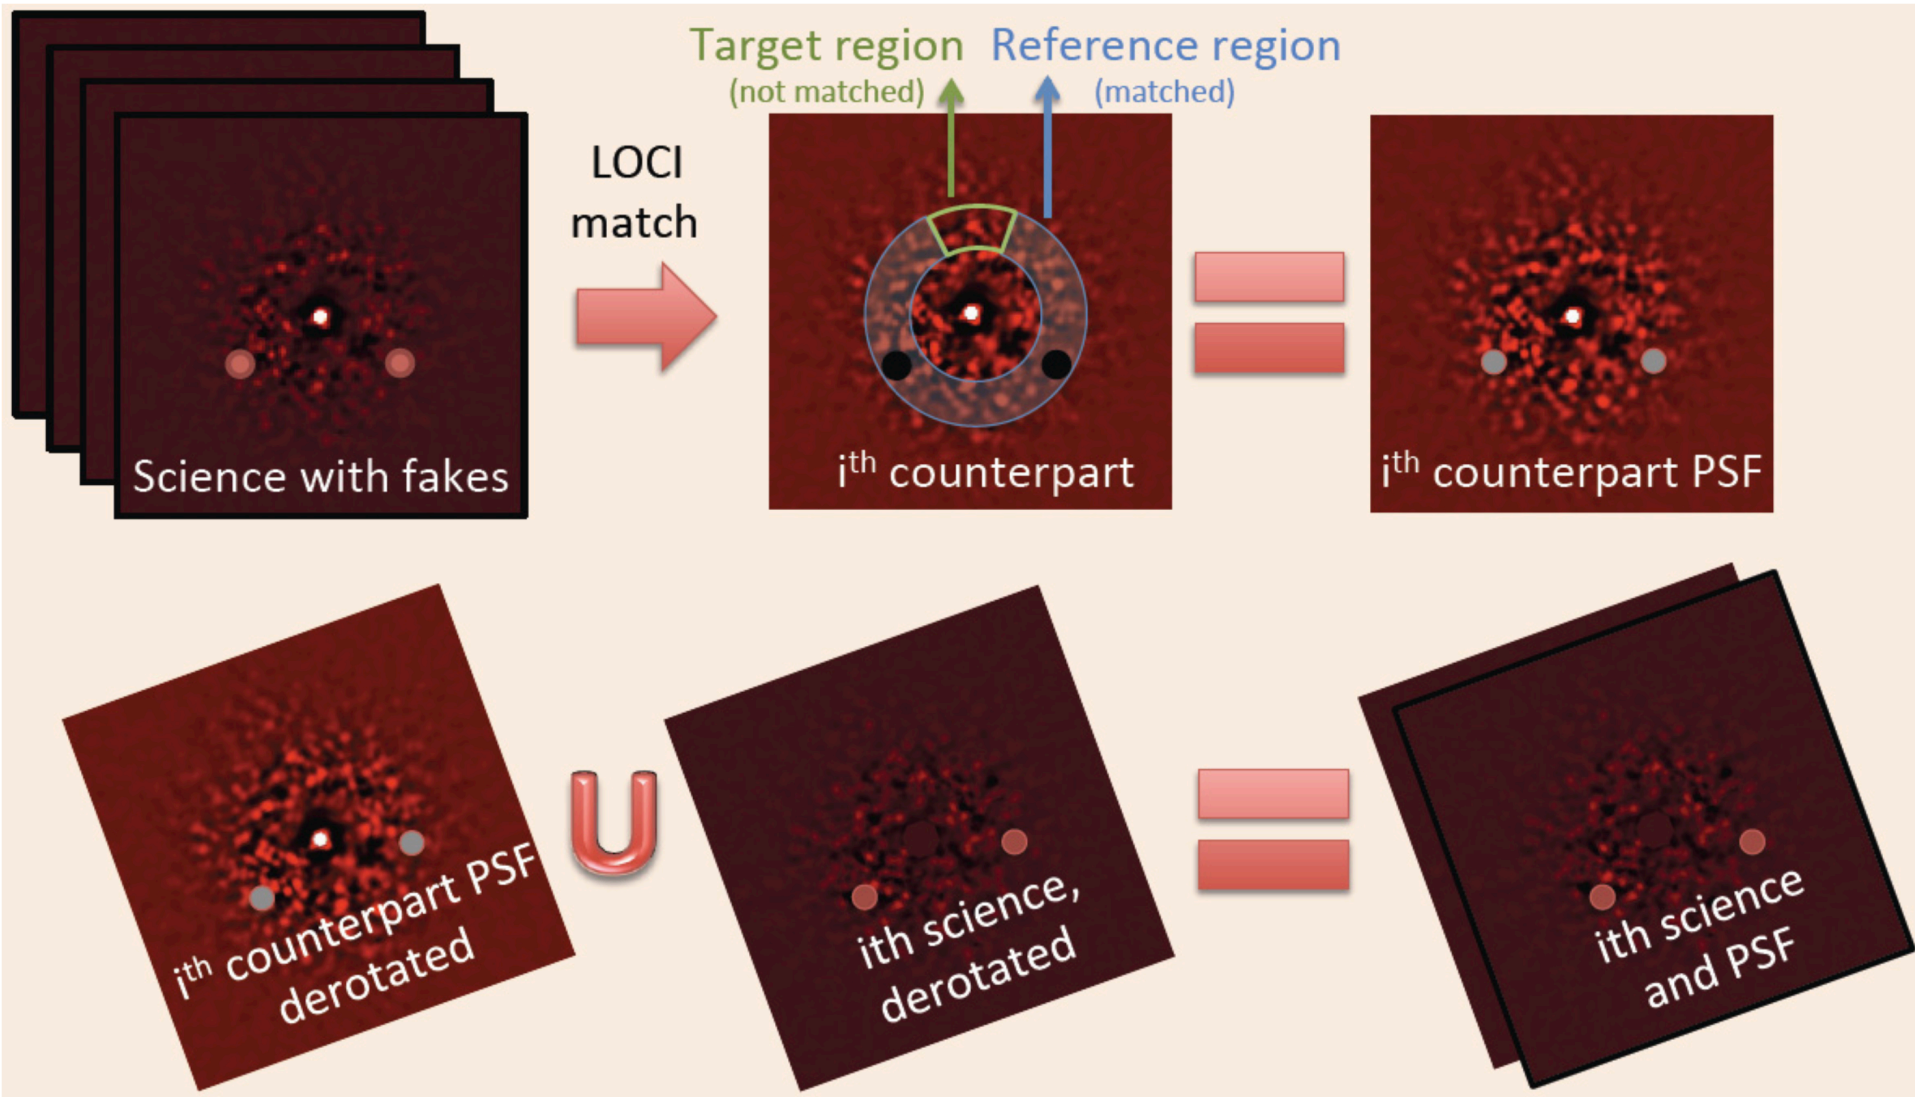 Target region Reference region
(not matched) (matched)
LOCI
match
Science with fakes
iᵗʰ counterpart
iᵗʰ counterpart PSF
iᵗʰ counterpart PSF
derotated
U
ith science,
derotated
ith science
and PSF